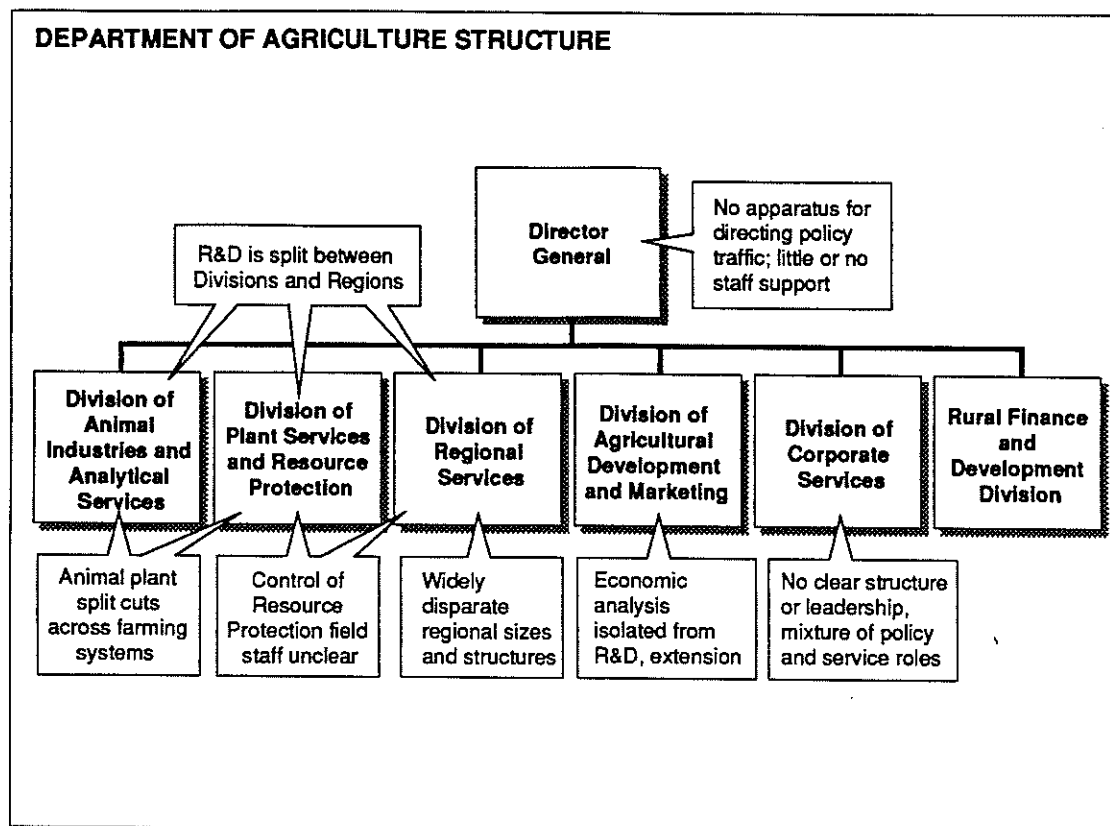 DEPARTMENT OF AGRICULTURE STRUCTURE
Director
General
No apparatus for
directing policy
traffic; little or no
staff support
R&D is split between
Divisions and Regions
Division of
Animal
Industries and
Analytical
Services
Division of
Plant Services
and Resource
Protection
Division of
Regional
Services
Division of
Agricultural
Development
and Marketing
Division of
Corporate
Services
Rural Finance
and
Development
Division
Animal plant
split cuts
across farming
systems
Control of
Resource
Protection field
staff unclear
Widely
disparate
regional sizes
and structures
Economic
analysis
isolated from
R&D, extension
No clear structure
or leadership,
mixture of policy
and service roles